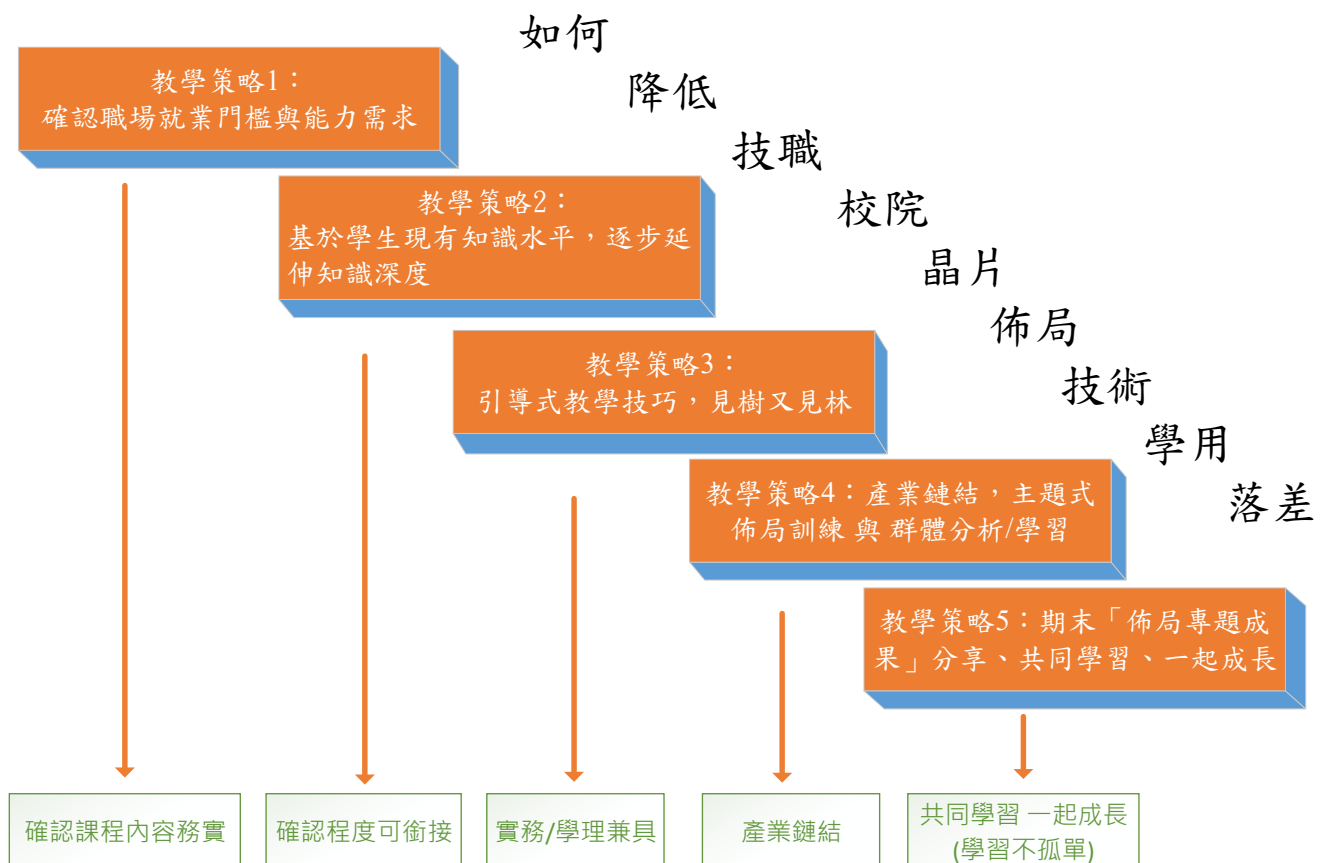 如何
降低
技職
校院
晶片
佈局
技術
學用
落差
教學策略1：
確認職場就業門檻與能力需求
教學策略2：
基於學生現有知識水平，逐步延
伸知識深度
教學策略3：
引導式教學技巧，見樹又見林
教學策略4：產業鏈結，主題式
佈局訓練 與 群體分析/學習
教學策略5：期末「佈局專題成
果」分享、共同學習、一起成長
確認課程內容務實
確認程度可銜接
實務/學理兼具
產業鏈結
共同學習 一起成長
(學習不孤單)